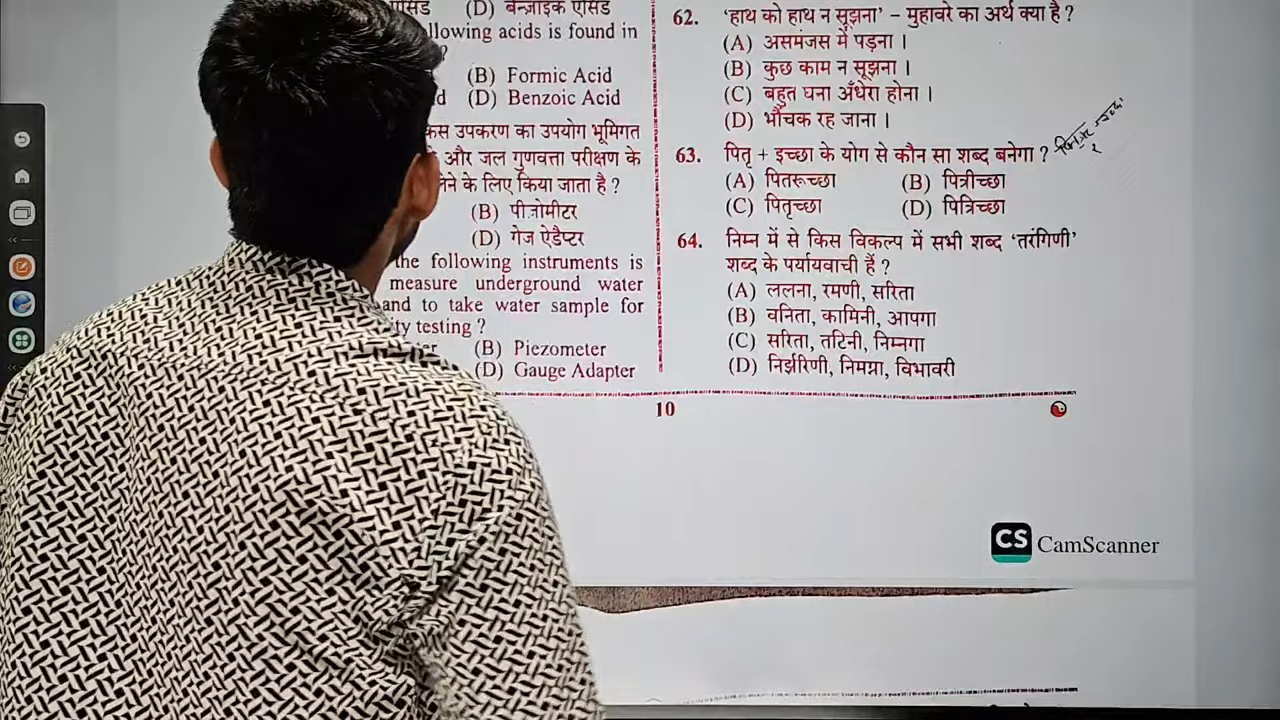 एसिड (D) बेन्ज़ोइक एसिड
llowing acids is found in
?
(B) Formic Acid
d (D) Benzoic Acid
उपकरण का उपयोग भूमिगत
और जल गुणवत्ता परीक्षण के
लेने के लिए किया जाता है ?
(B) पीज़ोमीटर
(D) गेज ऐडैप्टर
the following instruments is
measure underground water
and to take water sample for
ty testing ?
er (B) Piezometer
(D) Gauge Adapter
62. ‘हाथ को हाथ न सूझना’ – मुहावरे का अर्थ क्या है ?
(A) असमंजस में पड़ना ।
(B) कुछ काम न सूझना ।
(C) बहुत घना अँधेरा होना ।
(D) भौंचक रह जाना ।
63. पितृ + इच्छा के योग से कौन सा शब्द बनेगा ?
(A) पितरूच्छा (B) पित्रीच्छा
(C) पितृच्छा (D) पित्रिच्छा
64. निम्न में से किस विकल्प में सभी शब्द ‘तरंगिणी’
शब्द के पर्यायवाची हैं ?
(A) ललना, रमणी, सरिता
(B) वनिता, कामिनी, आपगा
(C) सरिता, तटिनी, निम्नगा
(D) निर्झरिणी, निमग्ना, विभावरी
10
CS CamScanner